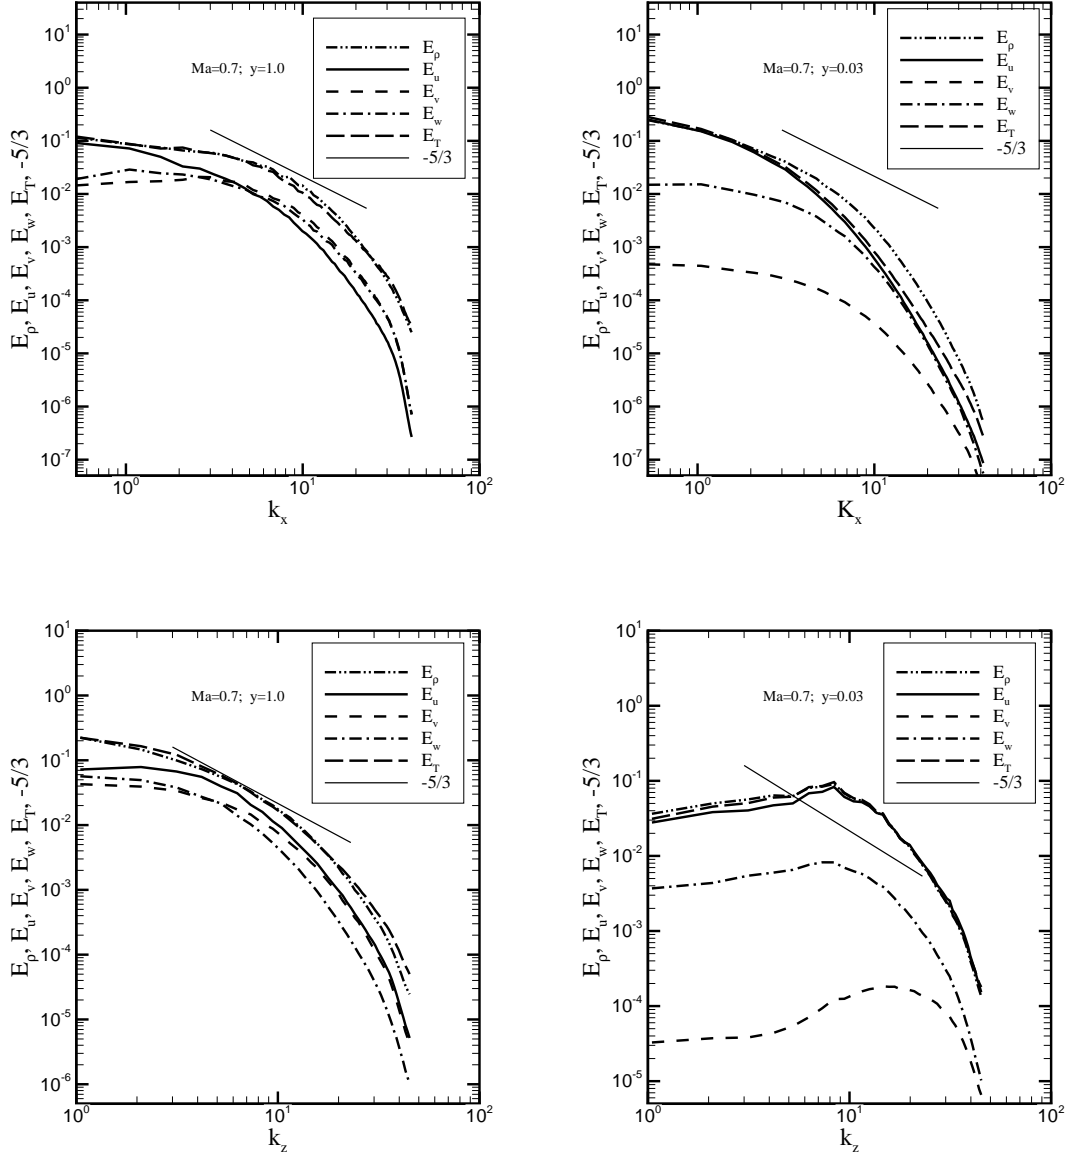 10^1
10^0
10^-1
10^-2
10^-3
10^-4
10^-5
10^-6
10^-7
E_ρ, E_u, E_v, E_w, E_T, -5/3
Ma=0.7; y=1.0
E_ρ
E_u
E_v
E_w
E_T
-5/3
10^0
10^1
10^2
k_x
10^1
10^0
10^-1
10^-2
10^-3
10^-4
10^-5
10^-6
10^-7
E_ρ, E_u, E_v, E_w, E_T, -5/3
Ma=0.7; y=0.03
E_ρ
E_u
E_v
E_w
E_T
-5/3
10^0
10^1
10^2
K_x
10^1
10^0
10^-1
10^-2
10^-3
10^-4
10^-5
10^-6
E_ρ, E_u, E_v, E_w, E_T, -5/3
Ma=0.7; y=1.0
E_ρ
E_u
E_v
E_w
E_T
-5/3
10^0
10^1
10^2
k_z
10^1
10^0
10^-1
10^-2
10^-3
10^-4
10^-5
E_ρ, E_u, E_v, E_w, E_T, -5/3
Ma=0.7; y=0.03
E_ρ
E_u
E_v
E_w
E_T
-5/3
10^0
10^1
10^2
k_z